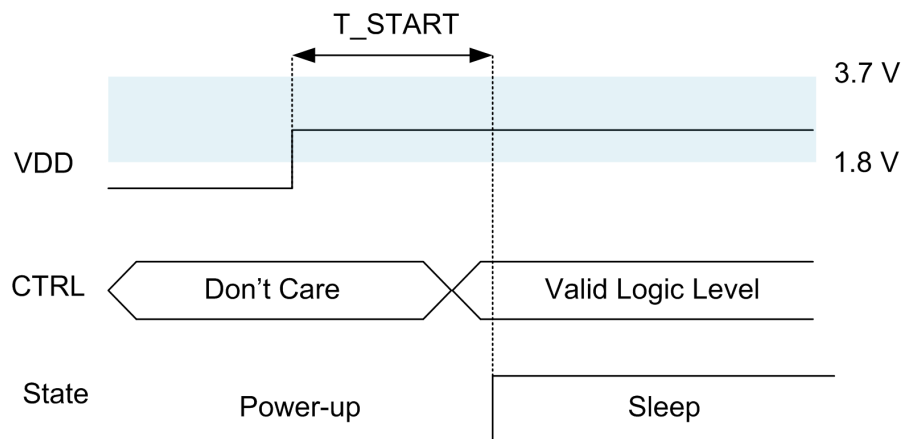 T_START
3.7 V
VDD
1.8 V
CTRL
Don't Care
Valid Logic Level
State
Power-up
Sleep